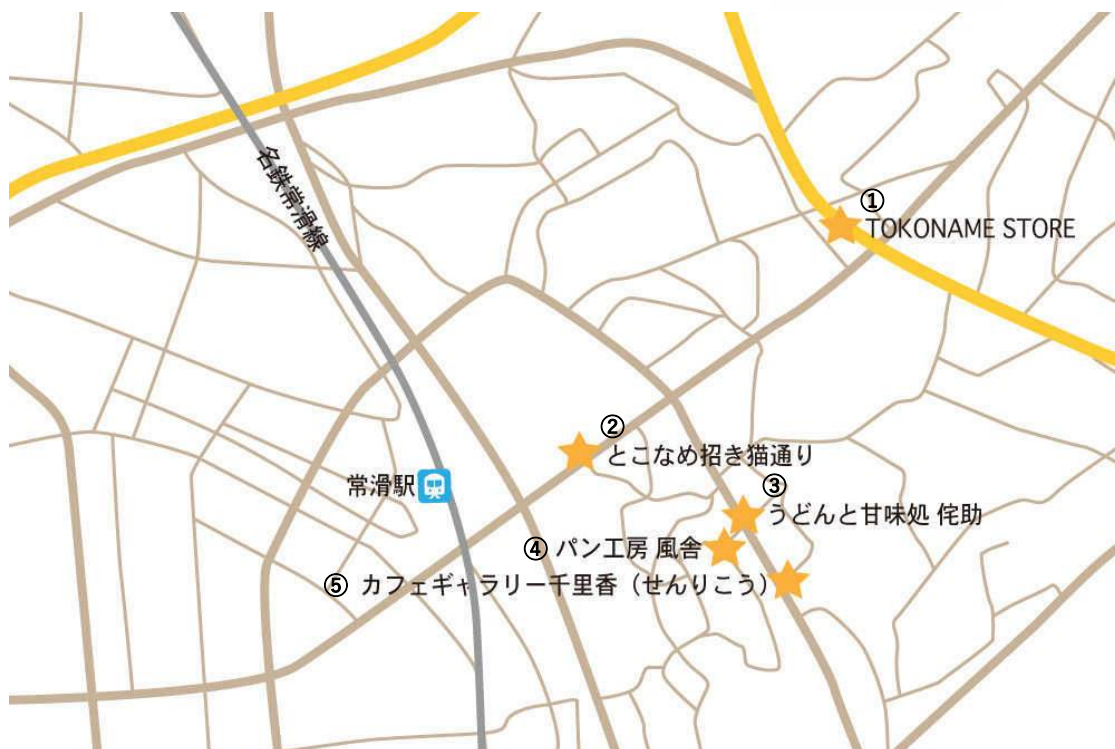 名鉄常滑線
①
TOKONAME STORE
②
とこなめ招き猫通り
常滑駅
③
うどんと甘味処 侘助
④ パン工房 風舎
⑤ カフェギャラリー千里香（せんりこう）